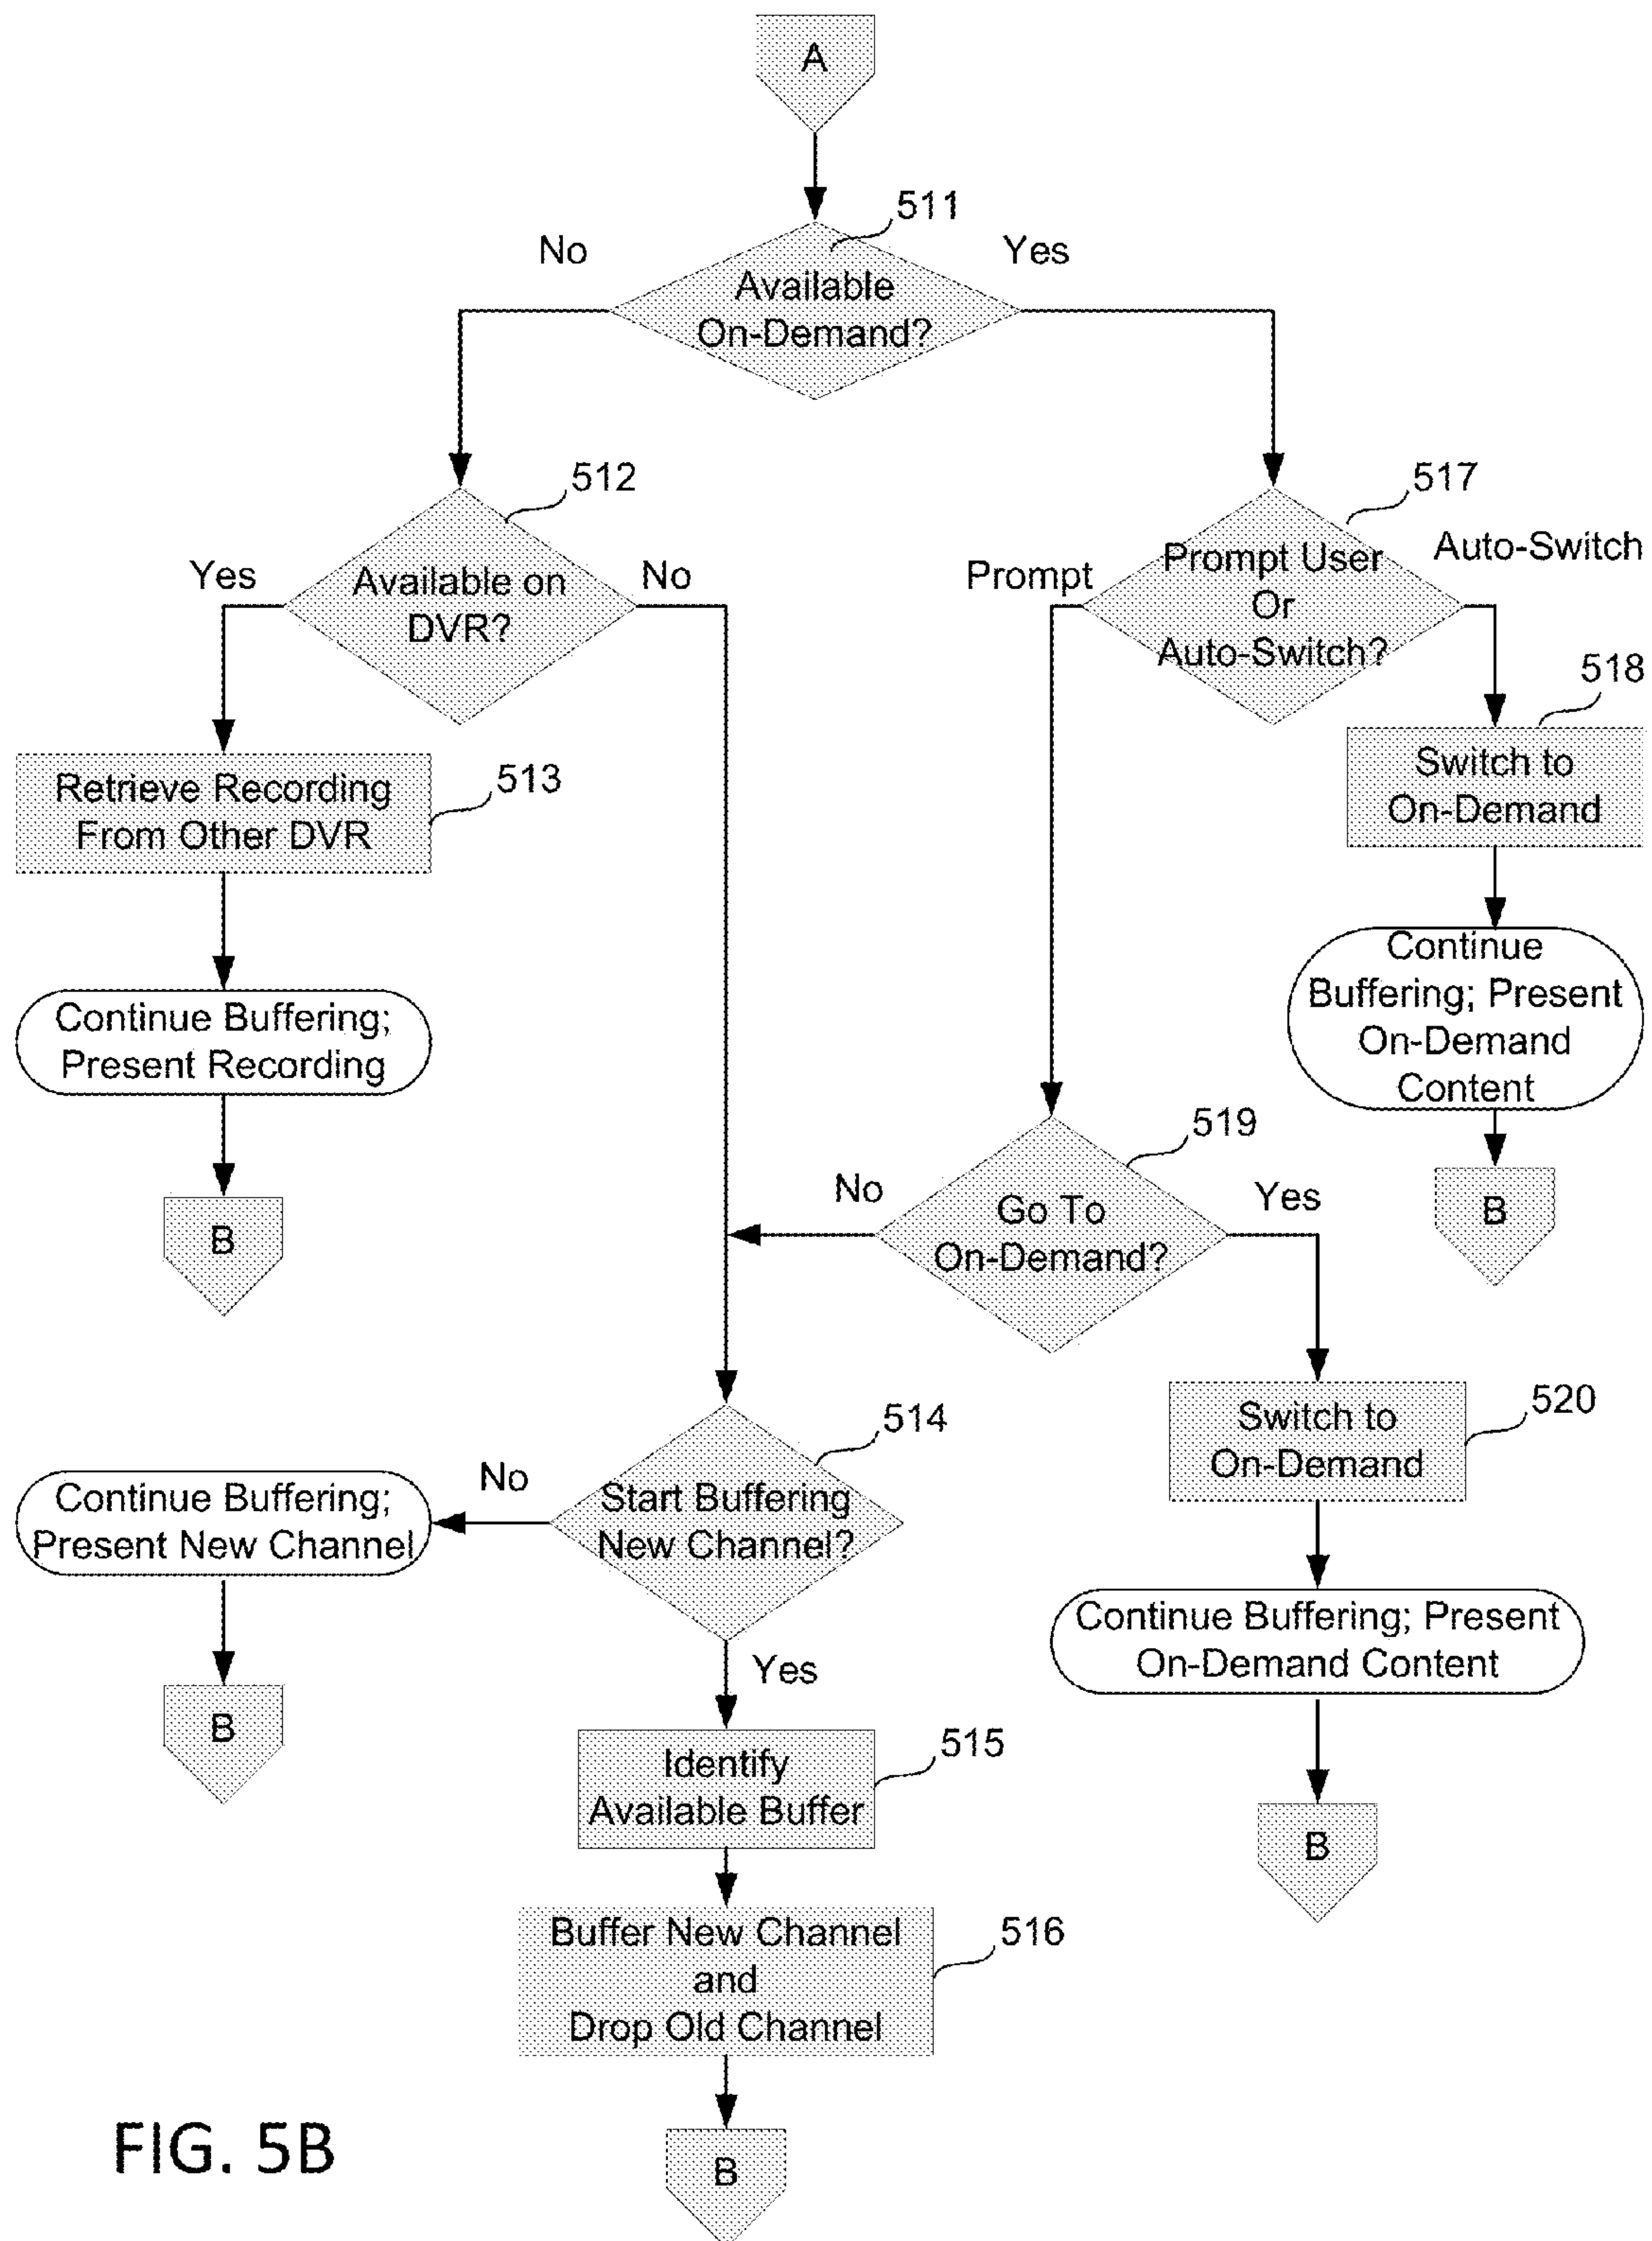 A
511
No
Yes
Available
On-Demand?
512
517
Yes
Available on
DVR?
No
Prompt
Prompt User
Or
Auto-Switch?
Auto-Switch
518
Retrieve Recording
From Other DVR
513
Switch to
On-Demand
Continue Buffering;
Present Recording
Continue
Buffering; Present
On-Demand
Content
519
B
No
Go To
On-Demand?
Yes
B
514
520
Switch to
On-Demand
Continue Buffering;
Present New Channel
No
Start Buffering
New Channel?
Continue Buffering; Present
On-Demand Content
Yes
B
515
Identify
Available Buffer
B
Buffer New Channel
and
Drop Old Channel
516
B
FIG. 5B